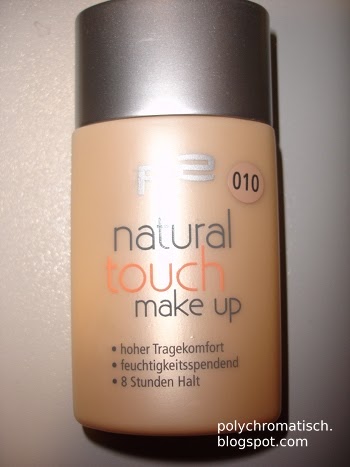 p2
010
natural
touch
make up
• hoher Tragekomfort
• feuchtigkeitsspendend
• 8 Stunden Halt
polychromatisch.
blogspot.com